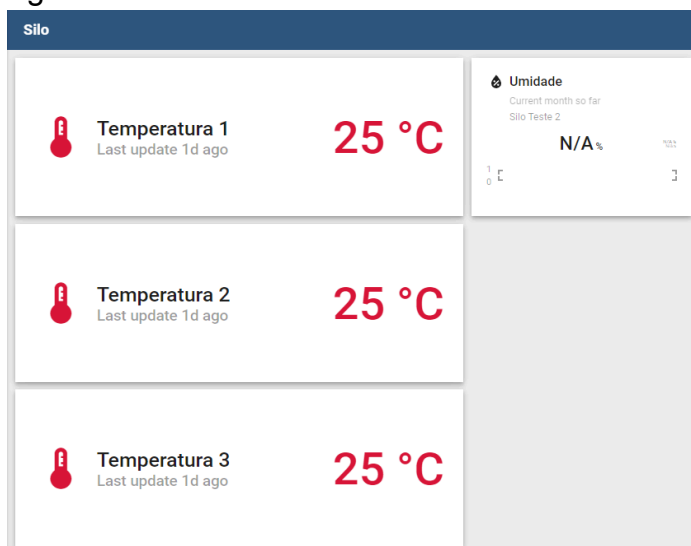 Silo
Temperatura 1
Last update 1d ago
25 °C
Umidade
Current month so far
Silo Teste 2
N/A %
1
0
Temperatura 2
Last update 1d ago
25 °C
Temperatura 3
Last update 1d ago
25 °C